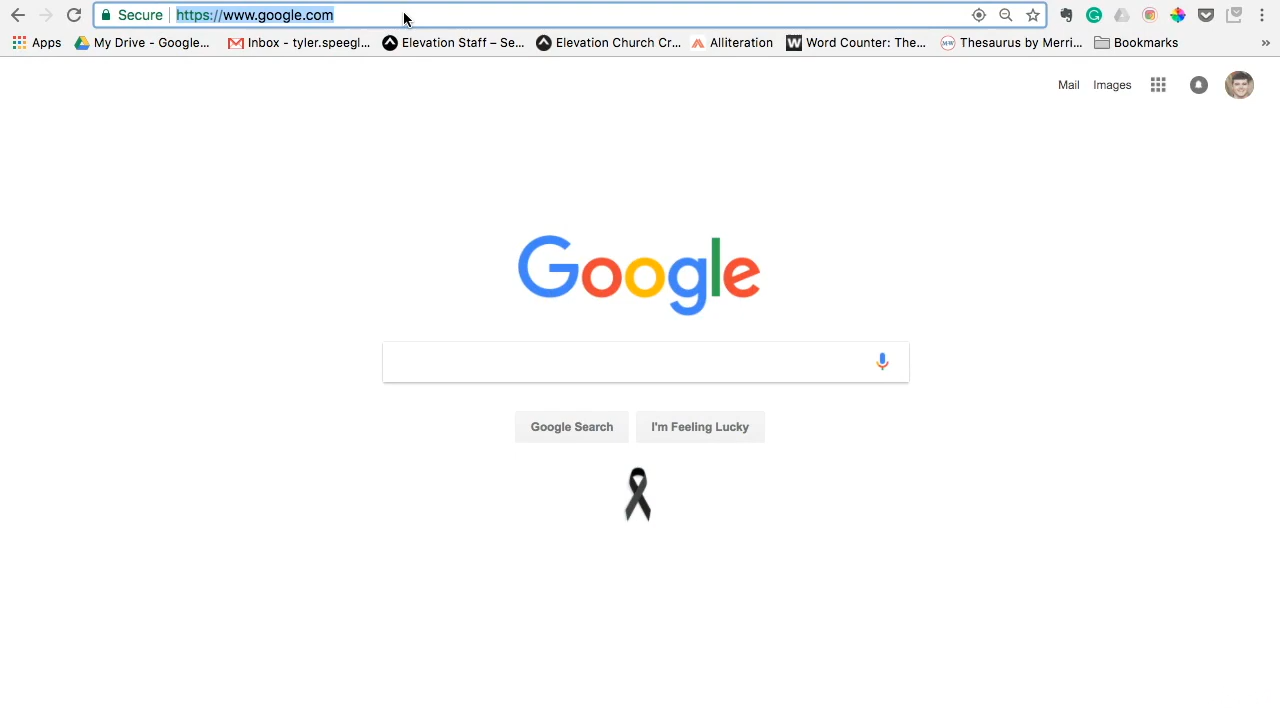 Secure https://www.google.com
Apps My Drive - Google... Inbox - tyler.speegl... Elevation Staff – Se... Elevation Church Cr... Alliteration W Word Counter: The... Thesaurus by Merri... Bookmarks »
Mail Images
Google
Google Search I'm Feeling Lucky